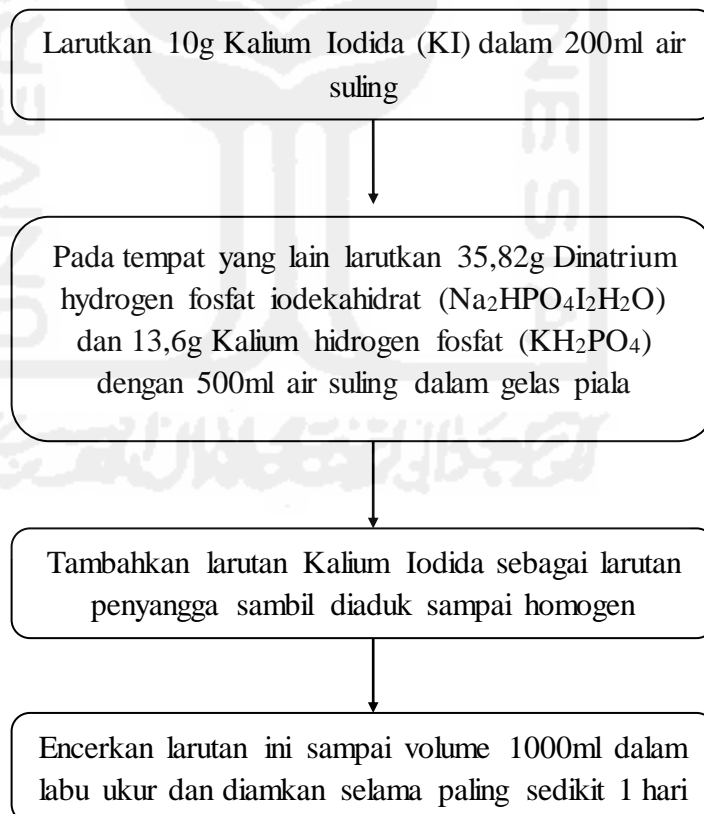 Larutkan 10g Kalium Iodida (KI) dalam 200ml air
suling
Pada tempat yang lain larutkan 35,82g Dinatrium
hydrogen fosfat iodekahidrat (Na₂HPO₄I₂H₂O)
dan 13,6g Kalium hidrogen fosfat (KH₂PO₄)
dengan 500ml air suling dalam gelas piala
Tambahkan larutan Kalium Iodida sebagai larutan
penyangga sambil diaduk sampai homogen
Encerkan larutan ini sampai volume 1000ml dalam
labu ukur dan diamkan selama paling sedikit 1 hari